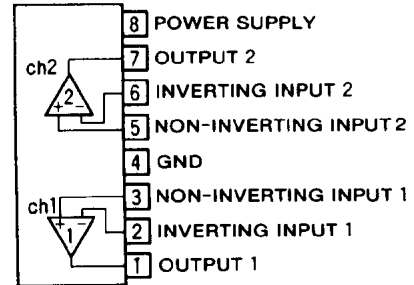 8 POWER SUPPLY
7 OUTPUT 2
ch2
2
+ −
6 INVERTING INPUT 2
5 NON-INVERTING INPUT 2
4 GND
3 NON-INVERTING INPUT 1
ch1
+ −
1
2 INVERTING INPUT 1
1 OUTPUT 1